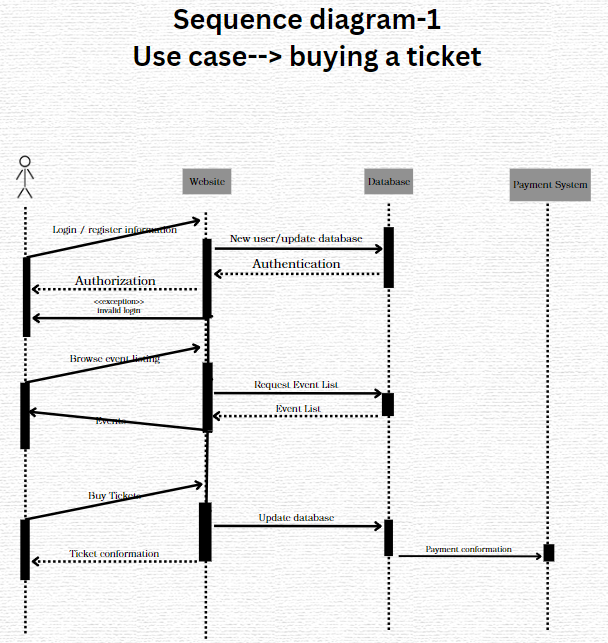 Sequence diagram-1
Use case--> buying a ticket
Website
Database
Payment System
Login / register information
New user/update database
Authentication
Authorization
<<exception>>
invalid login
Browse event listing
Request Event List
Event List
Events
Buy Tickets
Update database
Payment conformation
Ticket conformation